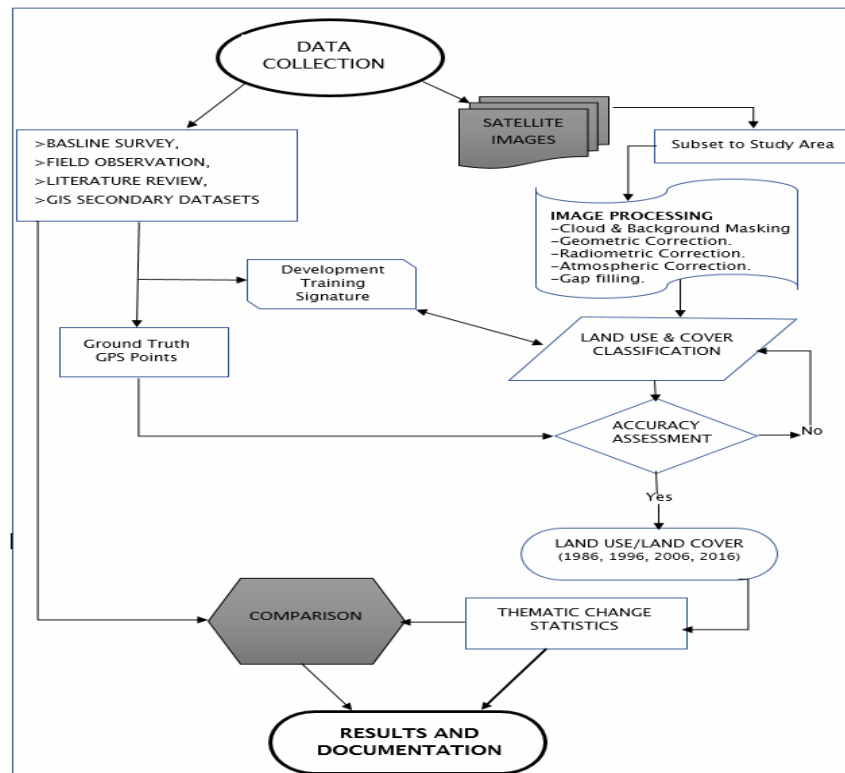 DATA
COLLECTION
SATELLITE
IMAGES
>BASLINE SURVEY,
>FIELD OBSERVATION,
>LITERATURE REVIEW,
>GIS SECONDARY DATASETS
Subset to Study Area
IMAGE PROCESSING
-Cloud & Background Masking
-Geometric Correction.
-Radiometric Correction.
-Atmospheric Correction.
-Gap filling.
Development
Training
Signature
Ground Truth
GPS Points
LAND USE & COVER
CLASSIFICATION
ACCURACY
ASSESSMENT
No
Yes
LAND USE/LAND COVER
(1986, 1996, 2006, 2016)
COMPARISON
THEMATIC CHANGE
STATISTICS
RESULTS AND
DOCUMENTATION